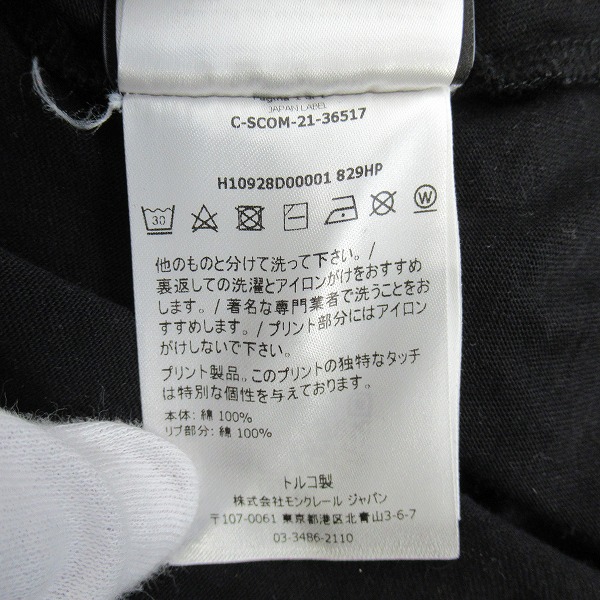 JAPAN LABEL
C-SCOM-21-36517
H10928D00001 829HP
30
W
他のものと分けて洗って下さい。/
裏返しての洗濯とアイロンがけをおすすめ
します。/ 著名な専門業者で洗うことをお
すすめします。/ プリント部分にはアイロン
がけしないで下さい。
プリント製品。このプリントの独特なタッチ
は特別な個性を与えております。
本体: 綿 100%
リブ部分: 綿 100%
トルコ製
株式会社モンクレール ジャパン
〒107-0061 東京都港区北青山3-6-7
03-3486-2110